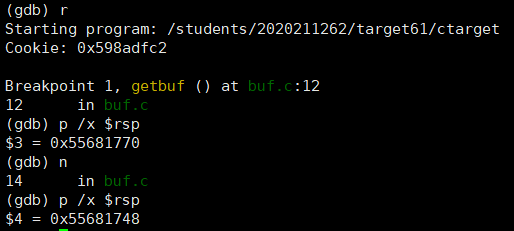 (gdb) r
Starting program: /students/2020211262/target61/ctarget
Cookie: 0x598adfc2
Breakpoint 1, getbuf () at buf.c:12
12 in buf.c
(gdb) p /x $rsp
$3 = 0x55681770
(gdb) n
14 in buf.c
(gdb) p /x $rsp
$4 = 0x55681748